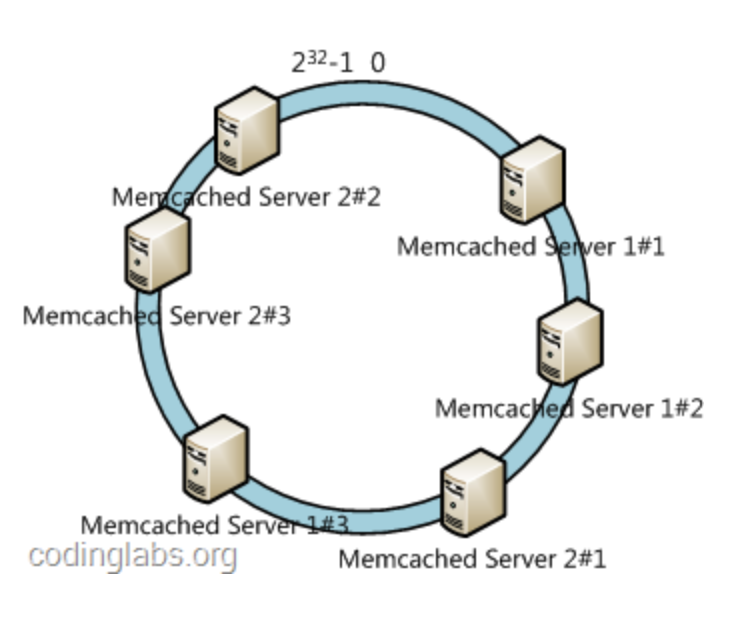 2³²-1 0
Memcached Server 2#2
Memcached Server 1#1
Memcached Server 2#3
Memcached Server 1#2
Memcached Server 1#3
Memcached Server 2#1
codinglabs.org